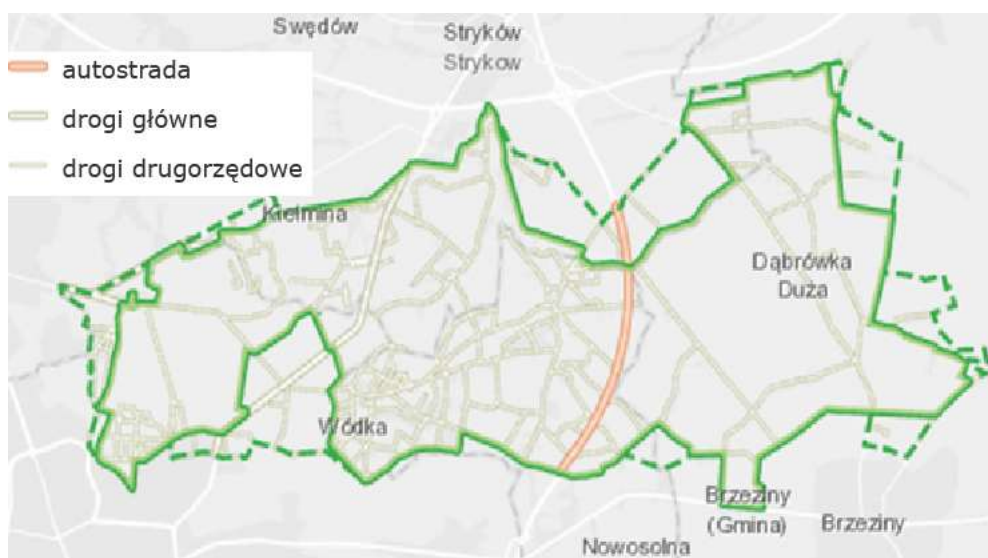 Swędów
Stryków
Strykow
autostrada
drogi główne
drogi drugorzędowe
Kiełmina
Dąbrówka
Duża
Wódka
Brzeziny
(Gmina)
Brzeziny
Nowosolna